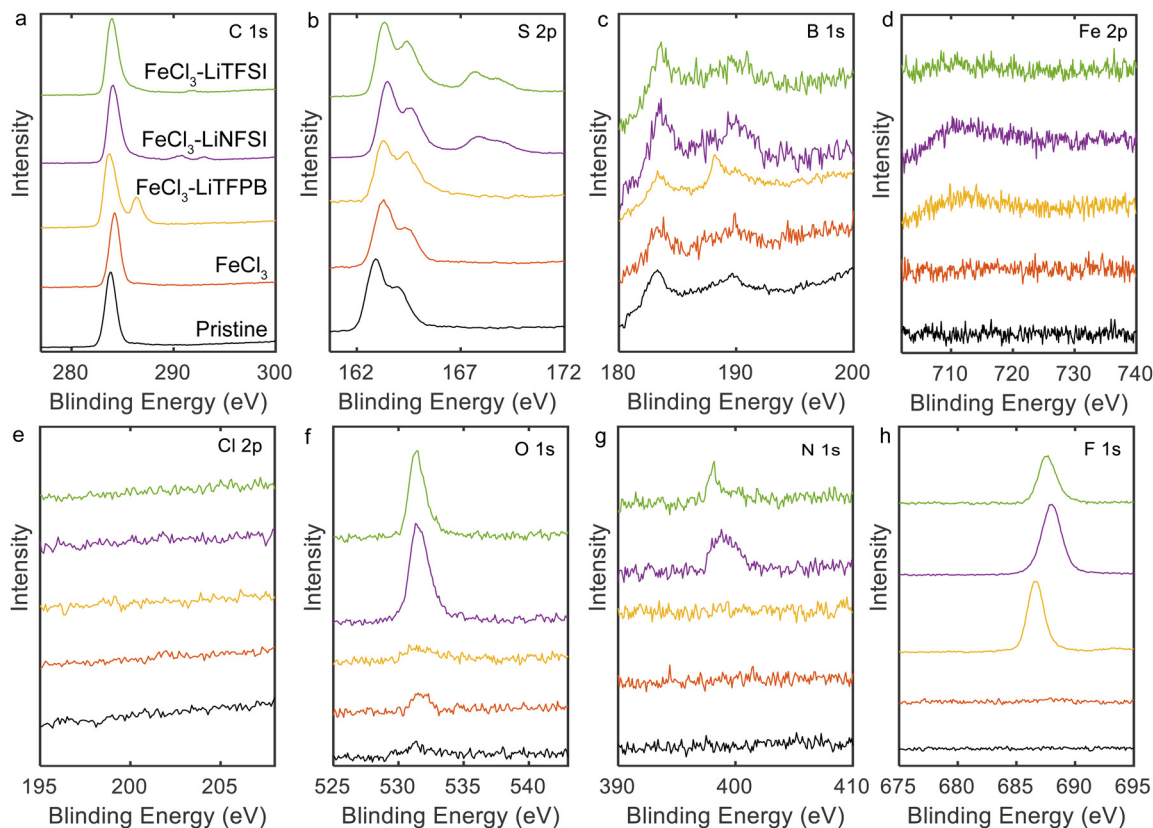 a
C 1s
FeCl3-LiTFSI
FeCl3-LiNFSI
FeCl3-LiTFPB
FeCl3
Pristine
Intensity
280 290 300
Blinding Energy (eV)
b
S 2p
Intensity
162 167 172
Blinding Energy (eV)
c
B 1s
Intensity
180 190 200
Blinding Energy (eV)
d
Fe 2p
Intensity
710 720 730 740
Blinding Energy (eV)
e
Cl 2p
Intensity
195 200 205
Blinding Energy (eV)
f
O 1s
Intensity
525 530 535 540
Blinding Energy (eV)
g
N 1s
Intensity
390 400 410
Blinding Energy (eV)
h
F 1s
Intensity
675 680 685 690 695
Blinding Energy (eV)